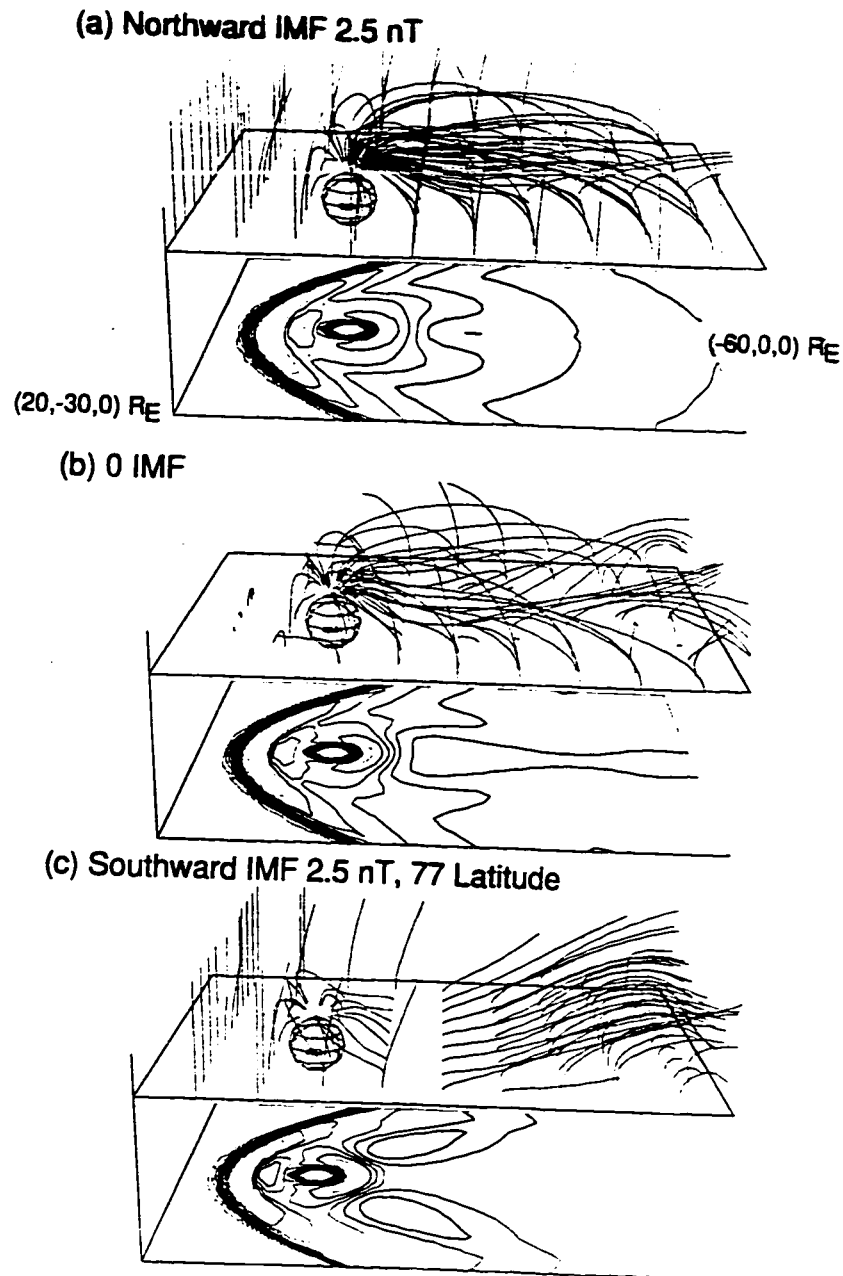 (a) Northward IMF 2.5 nT
(-60,0,0) RE
(20,-30,0) RE
(b) 0 IMF
(c) Southward IMF 2.5 nT, 77 Latitude